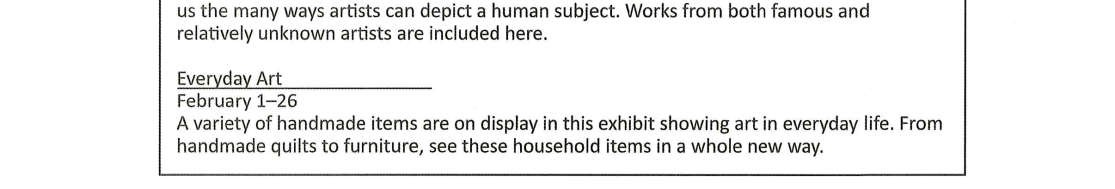 us the many ways artists can depict a human subject. Works from both famous and
relatively unknown artists are included here.
Everyday Art
February 1–26
A variety of handmade items are on display in this exhibit showing art in everyday life. From
handmade quilts to furniture, see these household items in a whole new way.